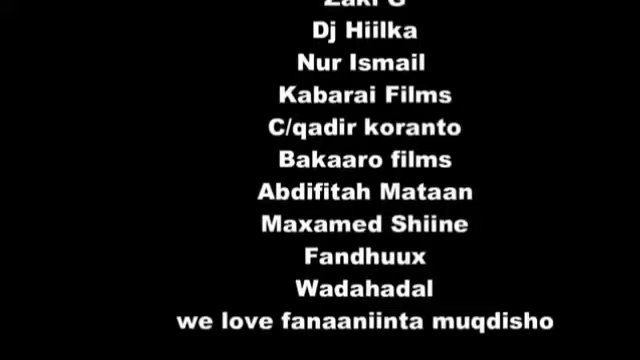 Zaki G
Dj Hiilka
Nur Ismail
Kabarai Films
C/qadir koranto
Bakaaro films
Abdifitah Mataan
Maxamed Shiine
Fandhuux
Wadahadal
we love fanaaniinta muqdisho